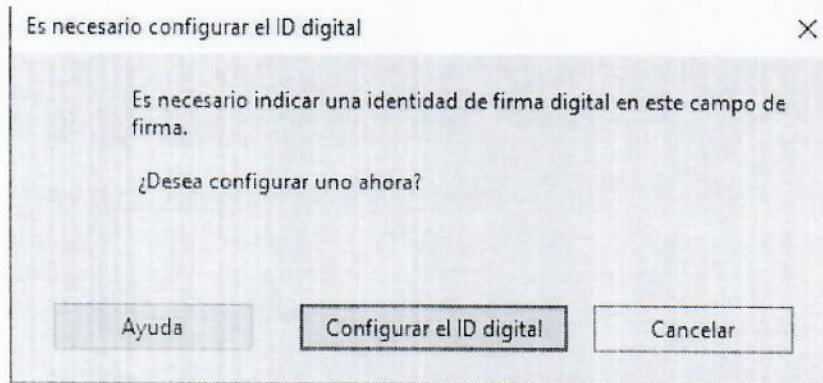 Es necesario configurar el ID digital
Es necesario indicar una identidad de firma digital en este campo de
firma.
¿Desea configurar uno ahora?
Ayuda
Configurar el ID digital
Cancelar